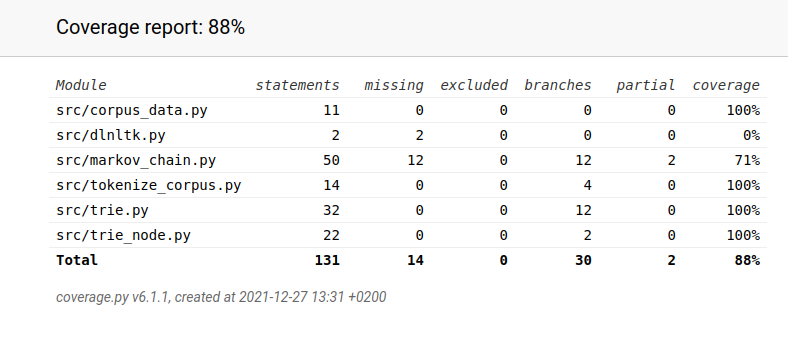 Coverage report: 88%
Module statements missing excluded branches partial coverage
src/corpus_data.py 11 0 0 0 0 100%
src/dlnltk.py 2 2 0 0 0 0%
src/markov_chain.py 50 12 0 12 2 71%
src/tokenize_corpus.py 14 0 0 4 0 100%
src/trie.py 32 0 0 12 0 100%
src/trie_node.py 22 0 0 2 0 100%
Total 131 14 0 30 2 88%
coverage.py v6.1.1, created at 2021-12-27 13:31 +0200